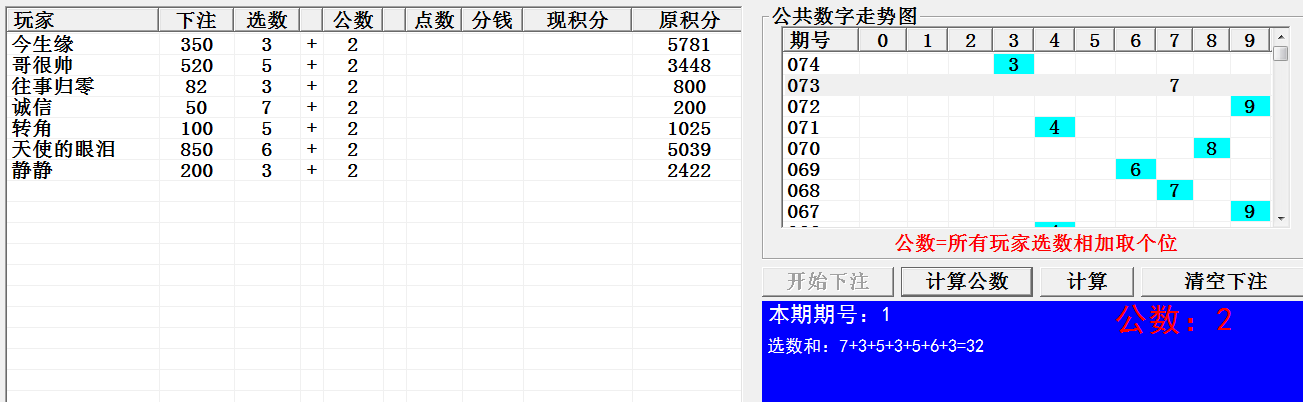 玩家 下注 选数 公数 点数 分钱 现积分 原积分
今生缘 350 3 + 2 5781
哥很帅 520 5 + 2 3448
往事归零 82 3 + 2 800
诚信 50 7 + 2 200
转角 100 5 + 2 1025
天使的眼泪 850 6 + 2 5039
静静 200 3 + 2 2422
公共数字走势图
期号 0 1 2 3 4 5 6 7 8 9
074 3
073 7
072 9
071 4
070 8
069 6
068 7
067 9
公数=所有玩家选数相加取个位
开始下注 计算公数 计算 清空下注
本期期号：1 公数：2
选数和：7+3+5+3+5+6+3=32